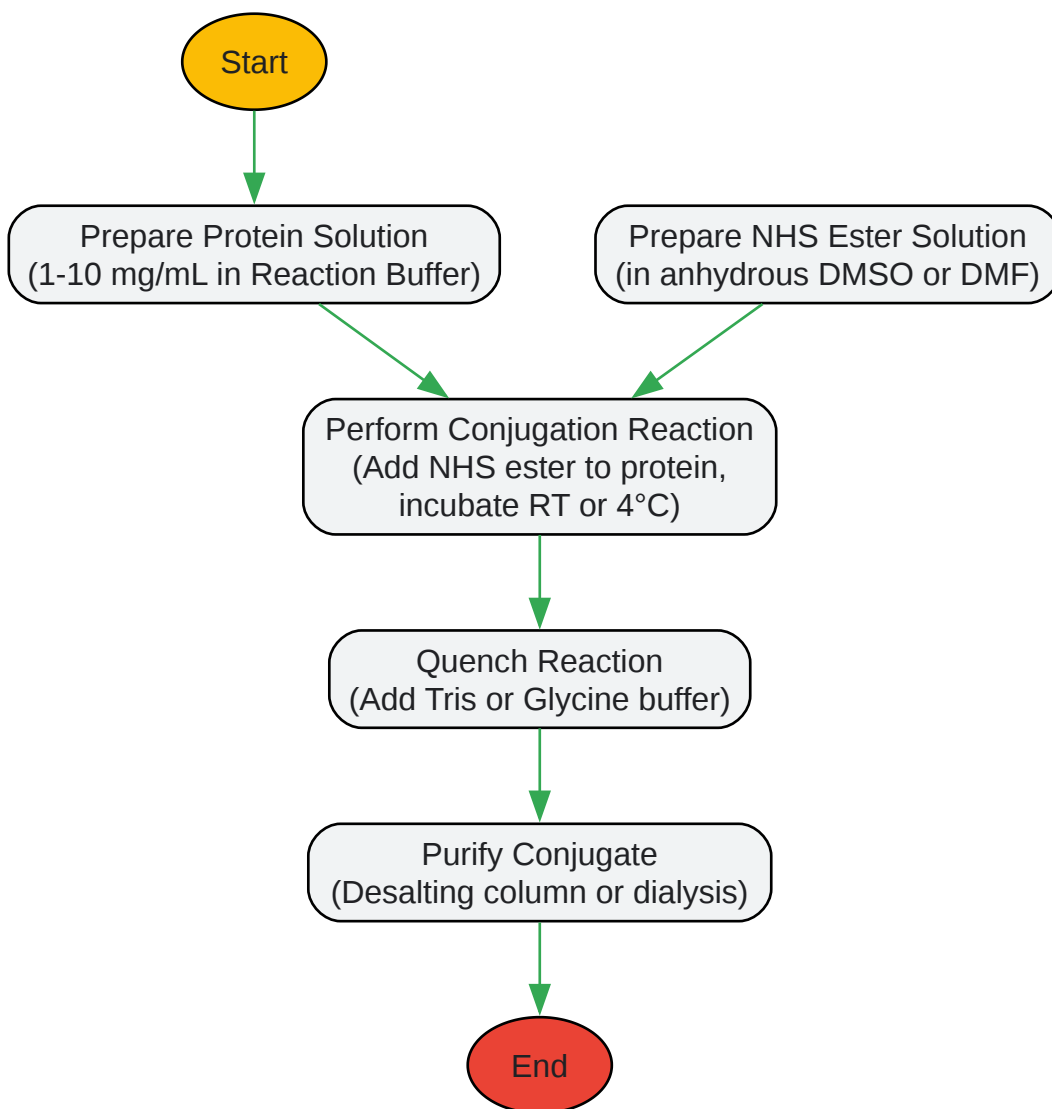 Start
Prepare Protein Solution
(1-10 mg/mL in Reaction Buffer)
Prepare NHS Ester Solution
(in anhydrous DMSO or DMF)
Perform Conjugation Reaction
(Add NHS ester to protein,
incubate RT or 4°C)
Quench Reaction
(Add Tris or Glycine buffer)
Purify Conjugate
(Desalting column or dialysis)
End